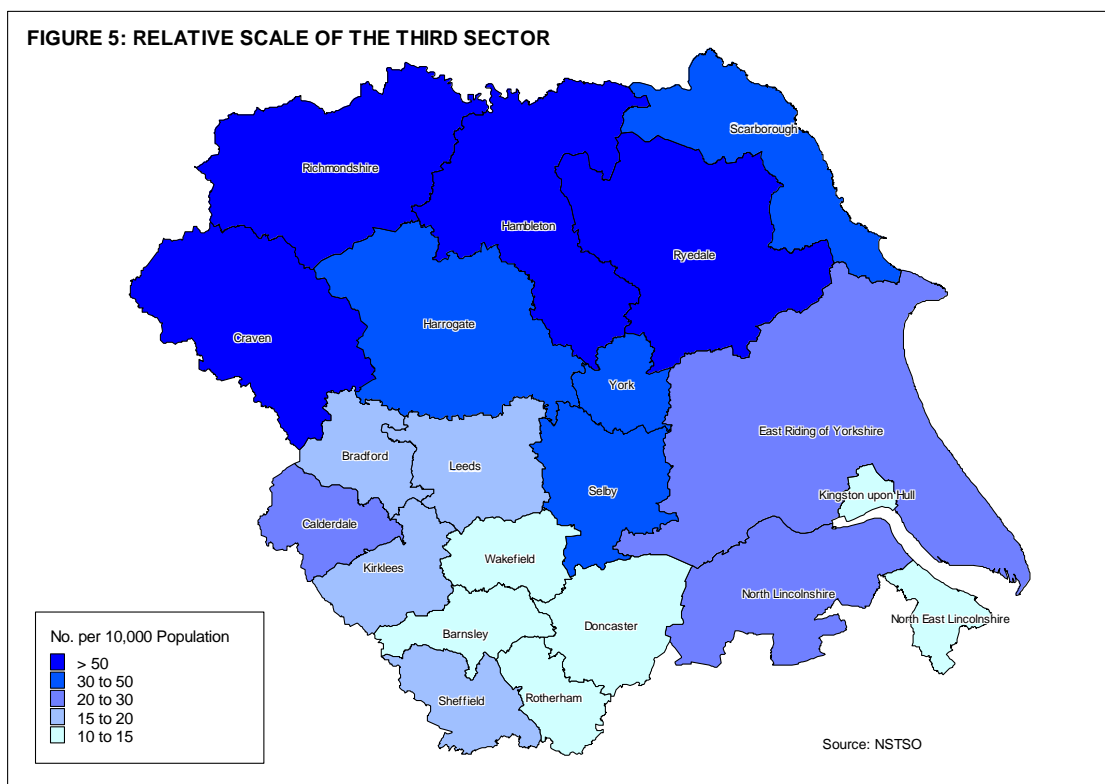 FIGURE 5: RELATIVE SCALE OF THE THIRD SECTOR
Scarborough
Richmondshire
Hambleton
Ryedale
Harrogate
Craven
York
East Riding of Yorkshire
Bradford
Leeds
Selby
Kingston upon Hull
Calderdale
Wakefield
Kirklees
North Lincolnshire
North East Lincolnshire
Doncaster
Barnsley
Sheffield
Rotherham
No. per 10,000 Population
> 50
30 to 50
20 to 30
15 to 20
10 to 15
Source: NSTSO